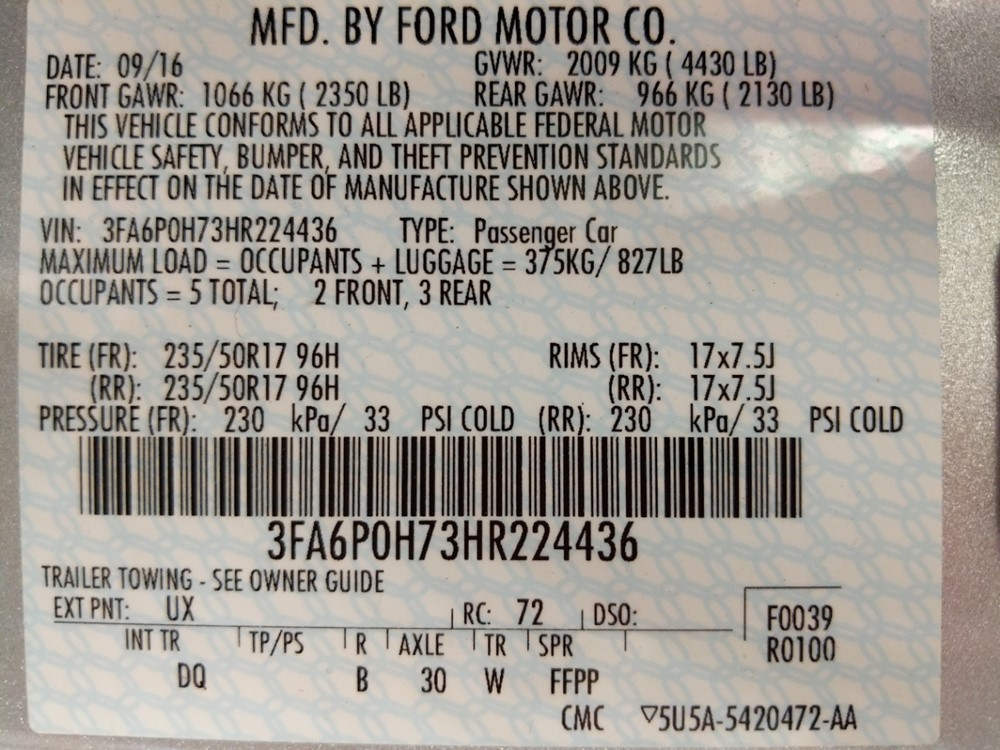 MFD. BY FORD MOTOR CO.
DATE: 09/16 GVWR: 2009 KG ( 4430 LB)
FRONT GAWR: 1066 KG ( 2350 LB) REAR GAWR: 966 KG ( 2130 LB)
THIS VEHICLE CONFORMS TO ALL APPLICABLE FEDERAL MOTOR
VEHICLE SAFETY, BUMPER, AND THEFT PREVENTION STANDARDS
IN EFFECT ON THE DATE OF MANUFACTURE SHOWN ABOVE.
VIN: 3FA6P0H73HR224436 TYPE: Passenger Car
MAXIMUM LOAD = OCCUPANTS + LUGGAGE = 375KG/ 827LB
OCCUPANTS = 5 TOTAL; 2 FRONT, 3 REAR
TIRE (FR): 235/50R17 96H RIMS (FR): 17x7.5J
(RR): 235/50R17 96H (RR): 17x7.5J
PRESSURE (FR): 230 kPa/ 33 PSI COLD (RR): 230 kPa/ 33 PSI COLD
3FA6P0H73HR224436
TRAILER TOWING - SEE OWNER GUIDE
EXT PNT: UX RC: 72 DSO: F0039
INT TR TP/PS R AXLE TR SPR R0100
DQ B 30 W FFPP
CMC ▽5U5A-5420472-AA